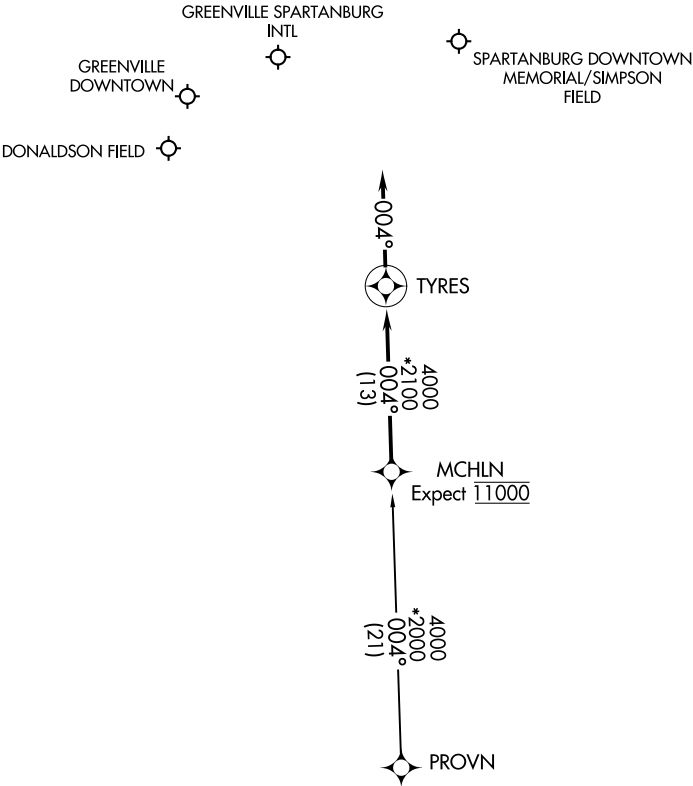 GREENVILLE SPARTANBURG
INTL
SPARTANBURG DOWNTOWN
MEMORIAL/SIMPSON
FIELD
GREENVILLE
DOWNTOWN
DONALDSON FIELD
004°
TYRES
4000
*2100
004°
(13)
MCHLN
Expect 11000
4000
*2000
004°
(21)
PROVN